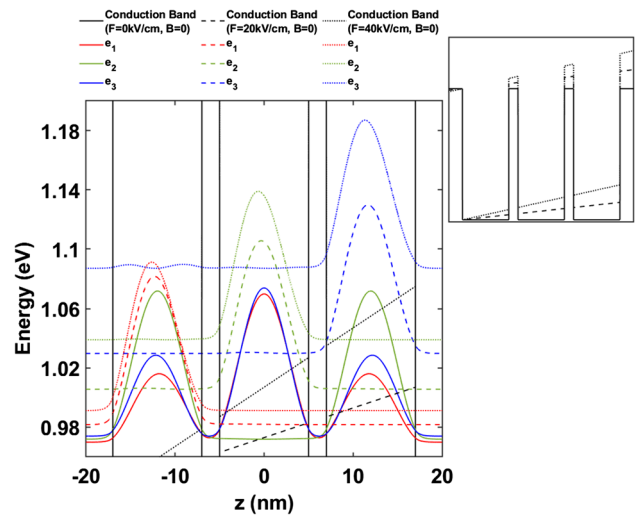 Conduction Band Conduction Band Conduction Band
(F=0kV/cm, B=0) (F=20kV/cm, B=0) (F=40kV/cm, B=0)
e1 e1 e1
e2 e2 e2
e3 e3 e3
1.18
1.14
1.1
1.06
1.02
0.98
Energy (eV)
-20 -10 0 10 20
z (nm)